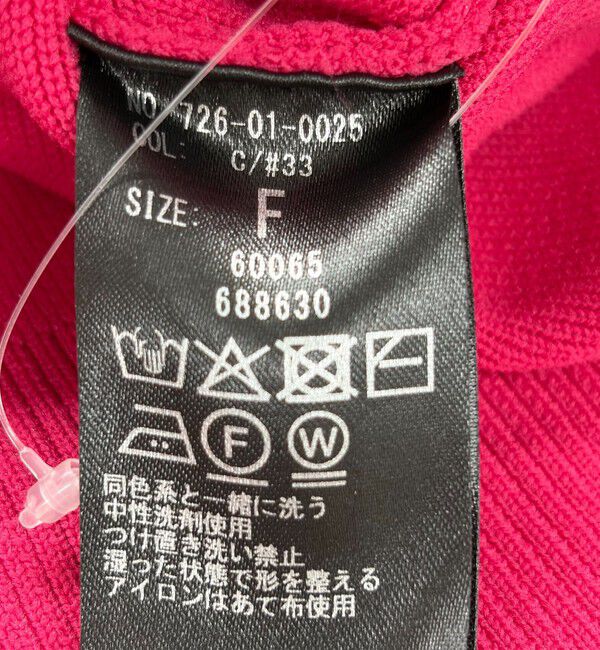 NO. 726-01-0025
COL: C/#33
SIZE: F
60065
688630
F W
同色系と一緒に洗う
中性洗剤使用
つけ置き洗い禁止
湿った状態で形を整える
アイロンはあて布使用